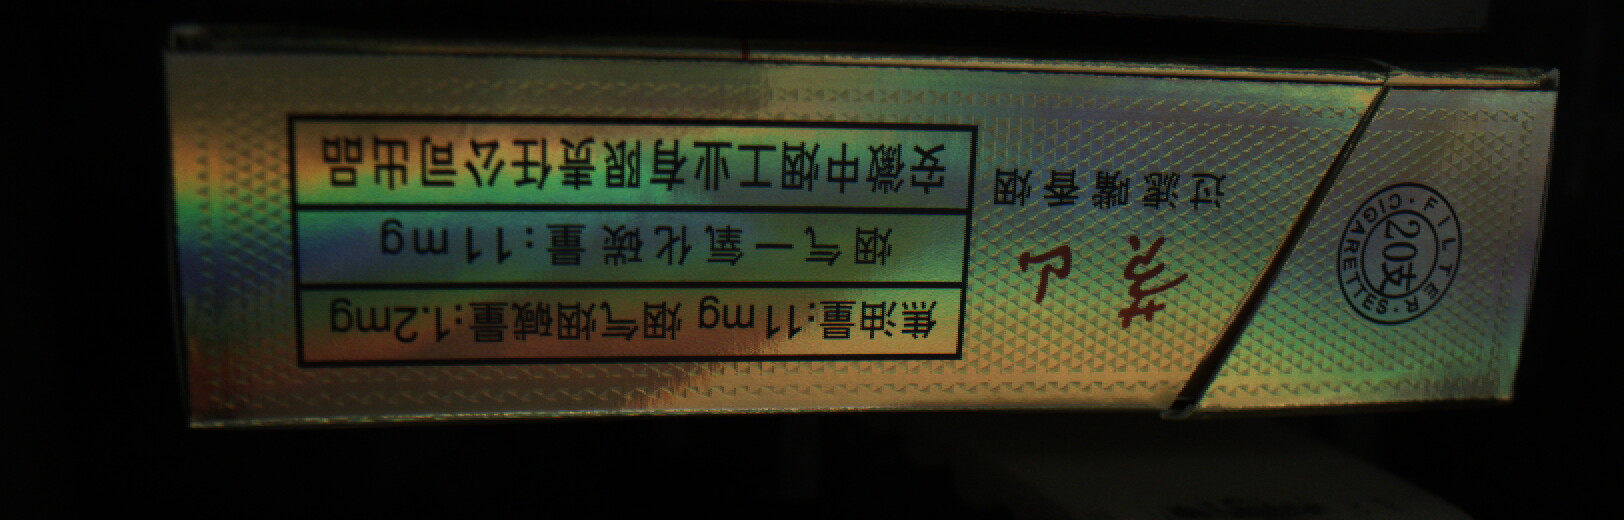 FILTER·CIGARETTES·
20支
黄山
过滤嘴香烟
焦油量:11mg 烟气烟碱量:1.2mg
烟气一氧化碳量:11mg
安徽中烟工业有限责任公司出品